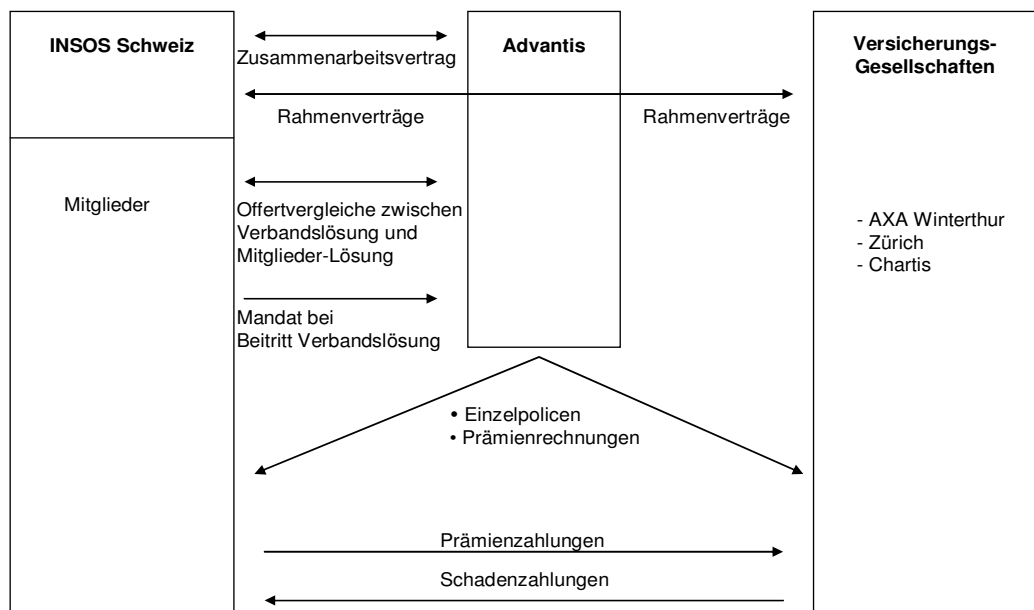 INSOS Schweiz
Zusammenarbeitsvertrag
Advantis
Versicherungs-
Gesellschaften
Rahmenverträge
Rahmenverträge
Mitglieder
Offertvergleiche zwischen
Verbandslösung und
Mitglieder-Lösung
- AXA Winterthur
- Zürich
- Chartis
Mandat bei
Beitritt Verbandslösung
• Einzelpolicen
• Prämienrechnungen
Prämienzahlungen
Schadenzahlungen